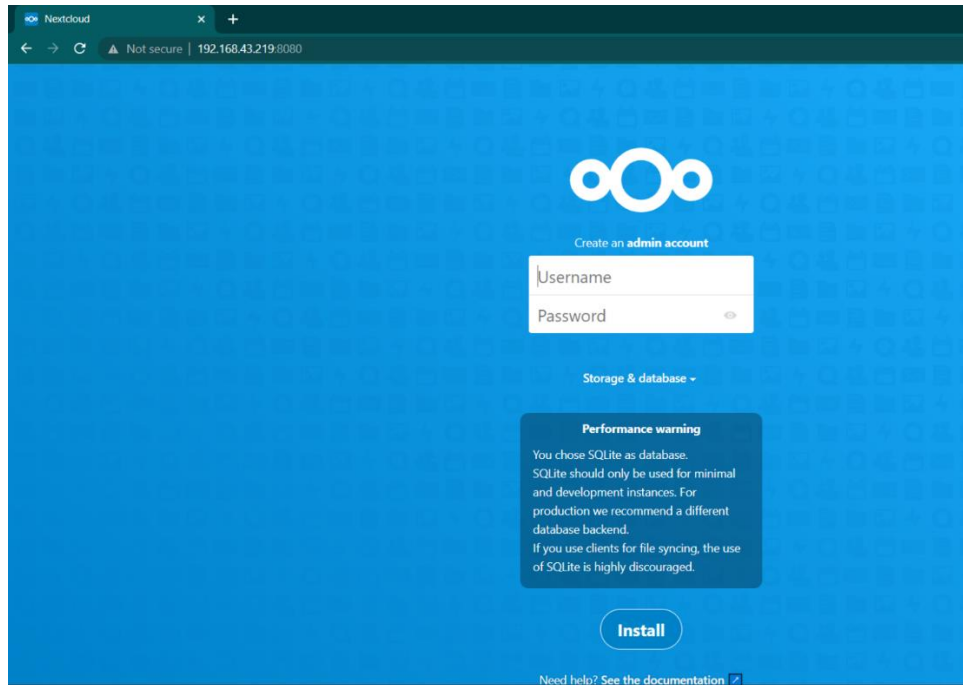 Nextcloud
Not secure | 192.168.43.219:8080
Create an admin account
Username
Password
Storage & database
Performance warning
You chose SQLite as database.
SQLite should only be used for minimal
and development instances. For
production we recommend a different
database backend.
If you use clients for file syncing, the use
of SQLite is highly discouraged.
Install
Need help? See the documentation